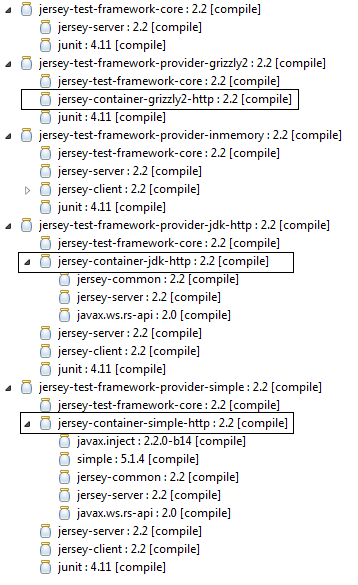 jersey-test-framework-core : 2.2 [compile]
jersey-server : 2.2 [compile]
junit : 4.11 [compile]
jersey-test-framework-provider-grizzly2 : 2.2 [compile]
jersey-test-framework-core : 2.2 [compile]
jersey-container-grizzly2-http : 2.2 [compile]
junit : 4.11 [compile]
jersey-test-framework-provider-inmemory : 2.2 [compile]
jersey-test-framework-core : 2.2 [compile]
jersey-server : 2.2 [compile]
jersey-client : 2.2 [compile]
junit : 4.11 [compile]
jersey-test-framework-provider-jdk-http : 2.2 [compile]
jersey-test-framework-core : 2.2 [compile]
jersey-container-jdk-http : 2.2 [compile]
jersey-common : 2.2 [compile]
jersey-server : 2.2 [compile]
javax.ws.rs-api : 2.0 [compile]
jersey-server : 2.2 [compile]
jersey-client : 2.2 [compile]
junit : 4.11 [compile]
jersey-test-framework-provider-simple : 2.2 [compile]
jersey-test-framework-core : 2.2 [compile]
jersey-container-simple-http : 2.2 [compile]
javax.inject : 2.2.0-b14 [compile]
simple : 5.1.4 [compile]
jersey-common : 2.2 [compile]
jersey-server : 2.2 [compile]
javax.ws.rs-api : 2.0 [compile]
jersey-server : 2.2 [compile]
jersey-client : 2.2 [compile]
junit : 4.11 [compile]